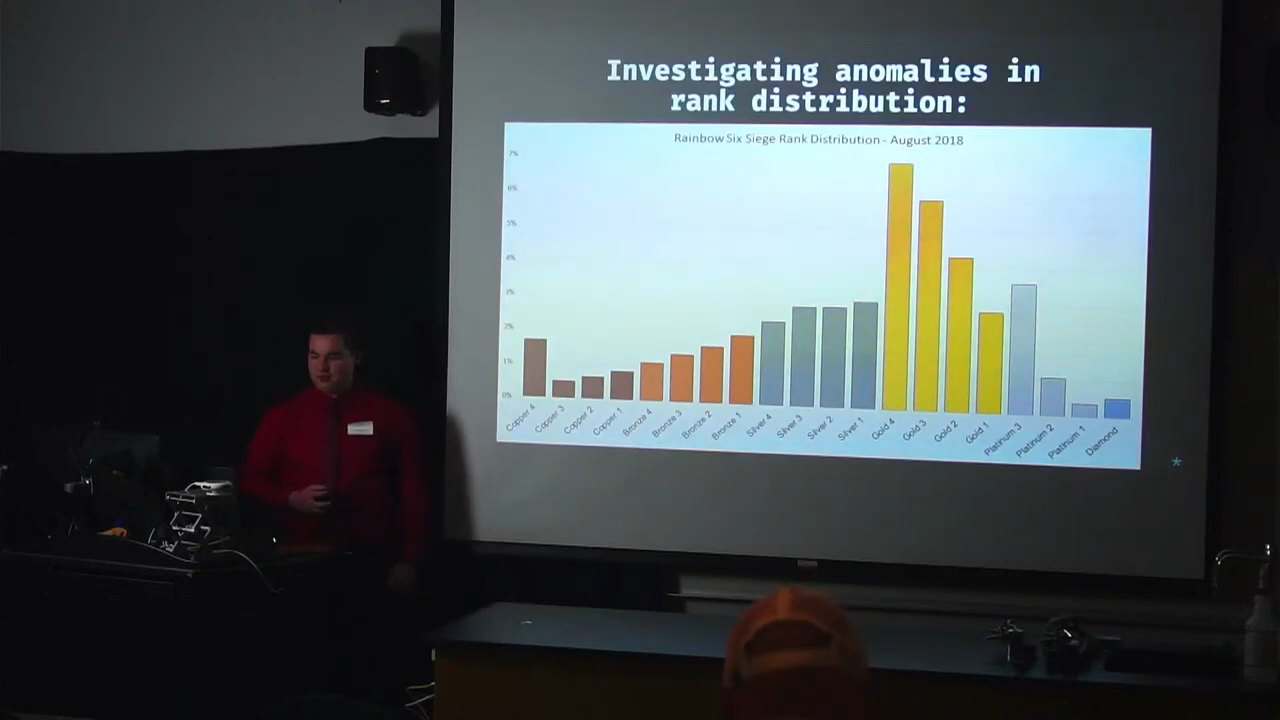 Investigating anomalies in
rank distribution:
Rainbow Six Siege Rank Distribution - August 2018
7%
6%
5%
4%
3%
2%
1%
0%
Copper 4
Copper 3
Copper 2
Copper 1
Bronze 4
Bronze 3
Bronze 2
Bronze 1
Silver 4
Silver 3
Silver 2
Silver 1
Gold 4
Gold 3
Gold 2
Gold 1
Platinum 3
Platinum 2
Platinum 1
Diamond
*